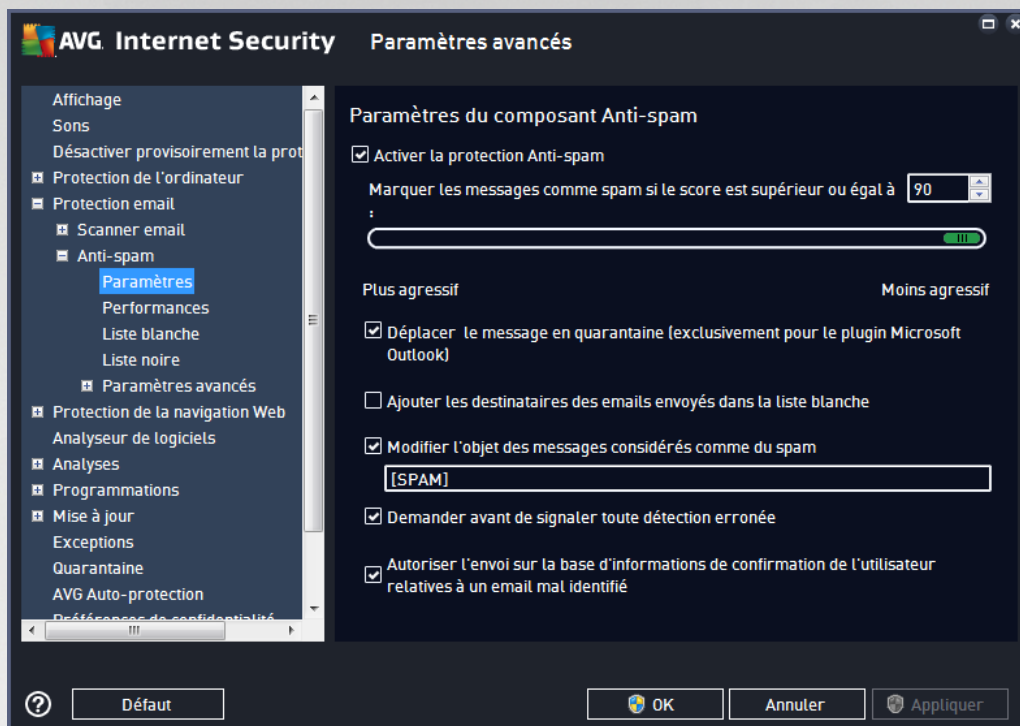 AVG. Internet Security
Paramètres avancés
Affichage
Sons
Désactiver provisoirement la prot
Protection de l'ordinateur
Protection email
Scanner email
Anti-spam
Paramètres
Performances
Liste blanche
Liste noire
Paramètres avancés
Protection de la navigation Web
Analyseur de logiciels
Analyses
Programmations
Mise à jour
Exceptions
Quarantaine
AVG Auto-protection
Préférences de confidentialité
Paramètres du composant Anti-spam
Activer la protection Anti-spam
Marquer les messages comme spam si le score est supérieur ou égal à 90
:
Plus agressif
Moins agressif
Déplacer le message en quarantaine (exclusivement pour le plugin Microsoft
Outlook)
Ajouter les destinataires des emails envoyés dans la liste blanche
Modifier l'objet des messages considérés comme du spam
[SPAM]
Demander avant de signaler toute détection erronée
Autoriser l'envoi sur la base d'informations de confirmation de l'utilisateur
relatives à un email mal identifié
Défaut
OK
Annuler
Appliquer